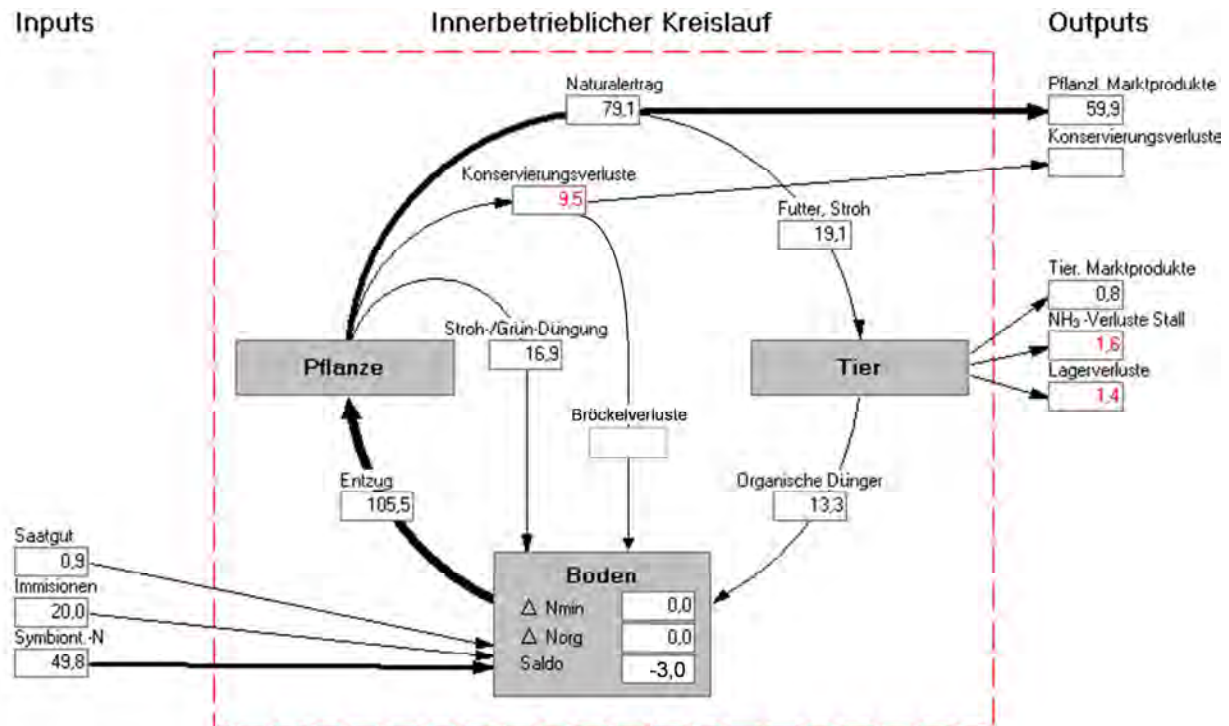 Inputs
Innerbetrieblicher Kreislauf
Outputs
Naturalertrag
79,1
Pflanzl. Marktprodukte
59,9
Konservierungsverluste
Konservierungsverluste
9,5
Futter, Stroh
19,1
Tier. Marktprodukte
0,8
NH₃-Verluste Stall
1,6
Lagerverluste
1,4
Stroh-/Grün-Düngung
16,9
Pflanze
Tier
Bröckelverluste
Entzug
105,5
Organische Dünger
13,3
Saatgut
0,9
Immisionen
20,0
Symbiont.-N
49,8
Boden
Δ Nmin 0,0
Δ Norg 0,0
Saldo -3,0